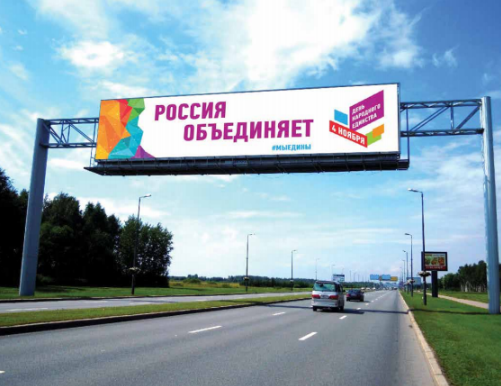 РОССИЯ
ОБЪЕДИНЯЕТ
#МЫЕДИНЫ
ДЕНЬ
НАРОДНОГО
ЕДИНСТВА
4 НОЯБРЯ